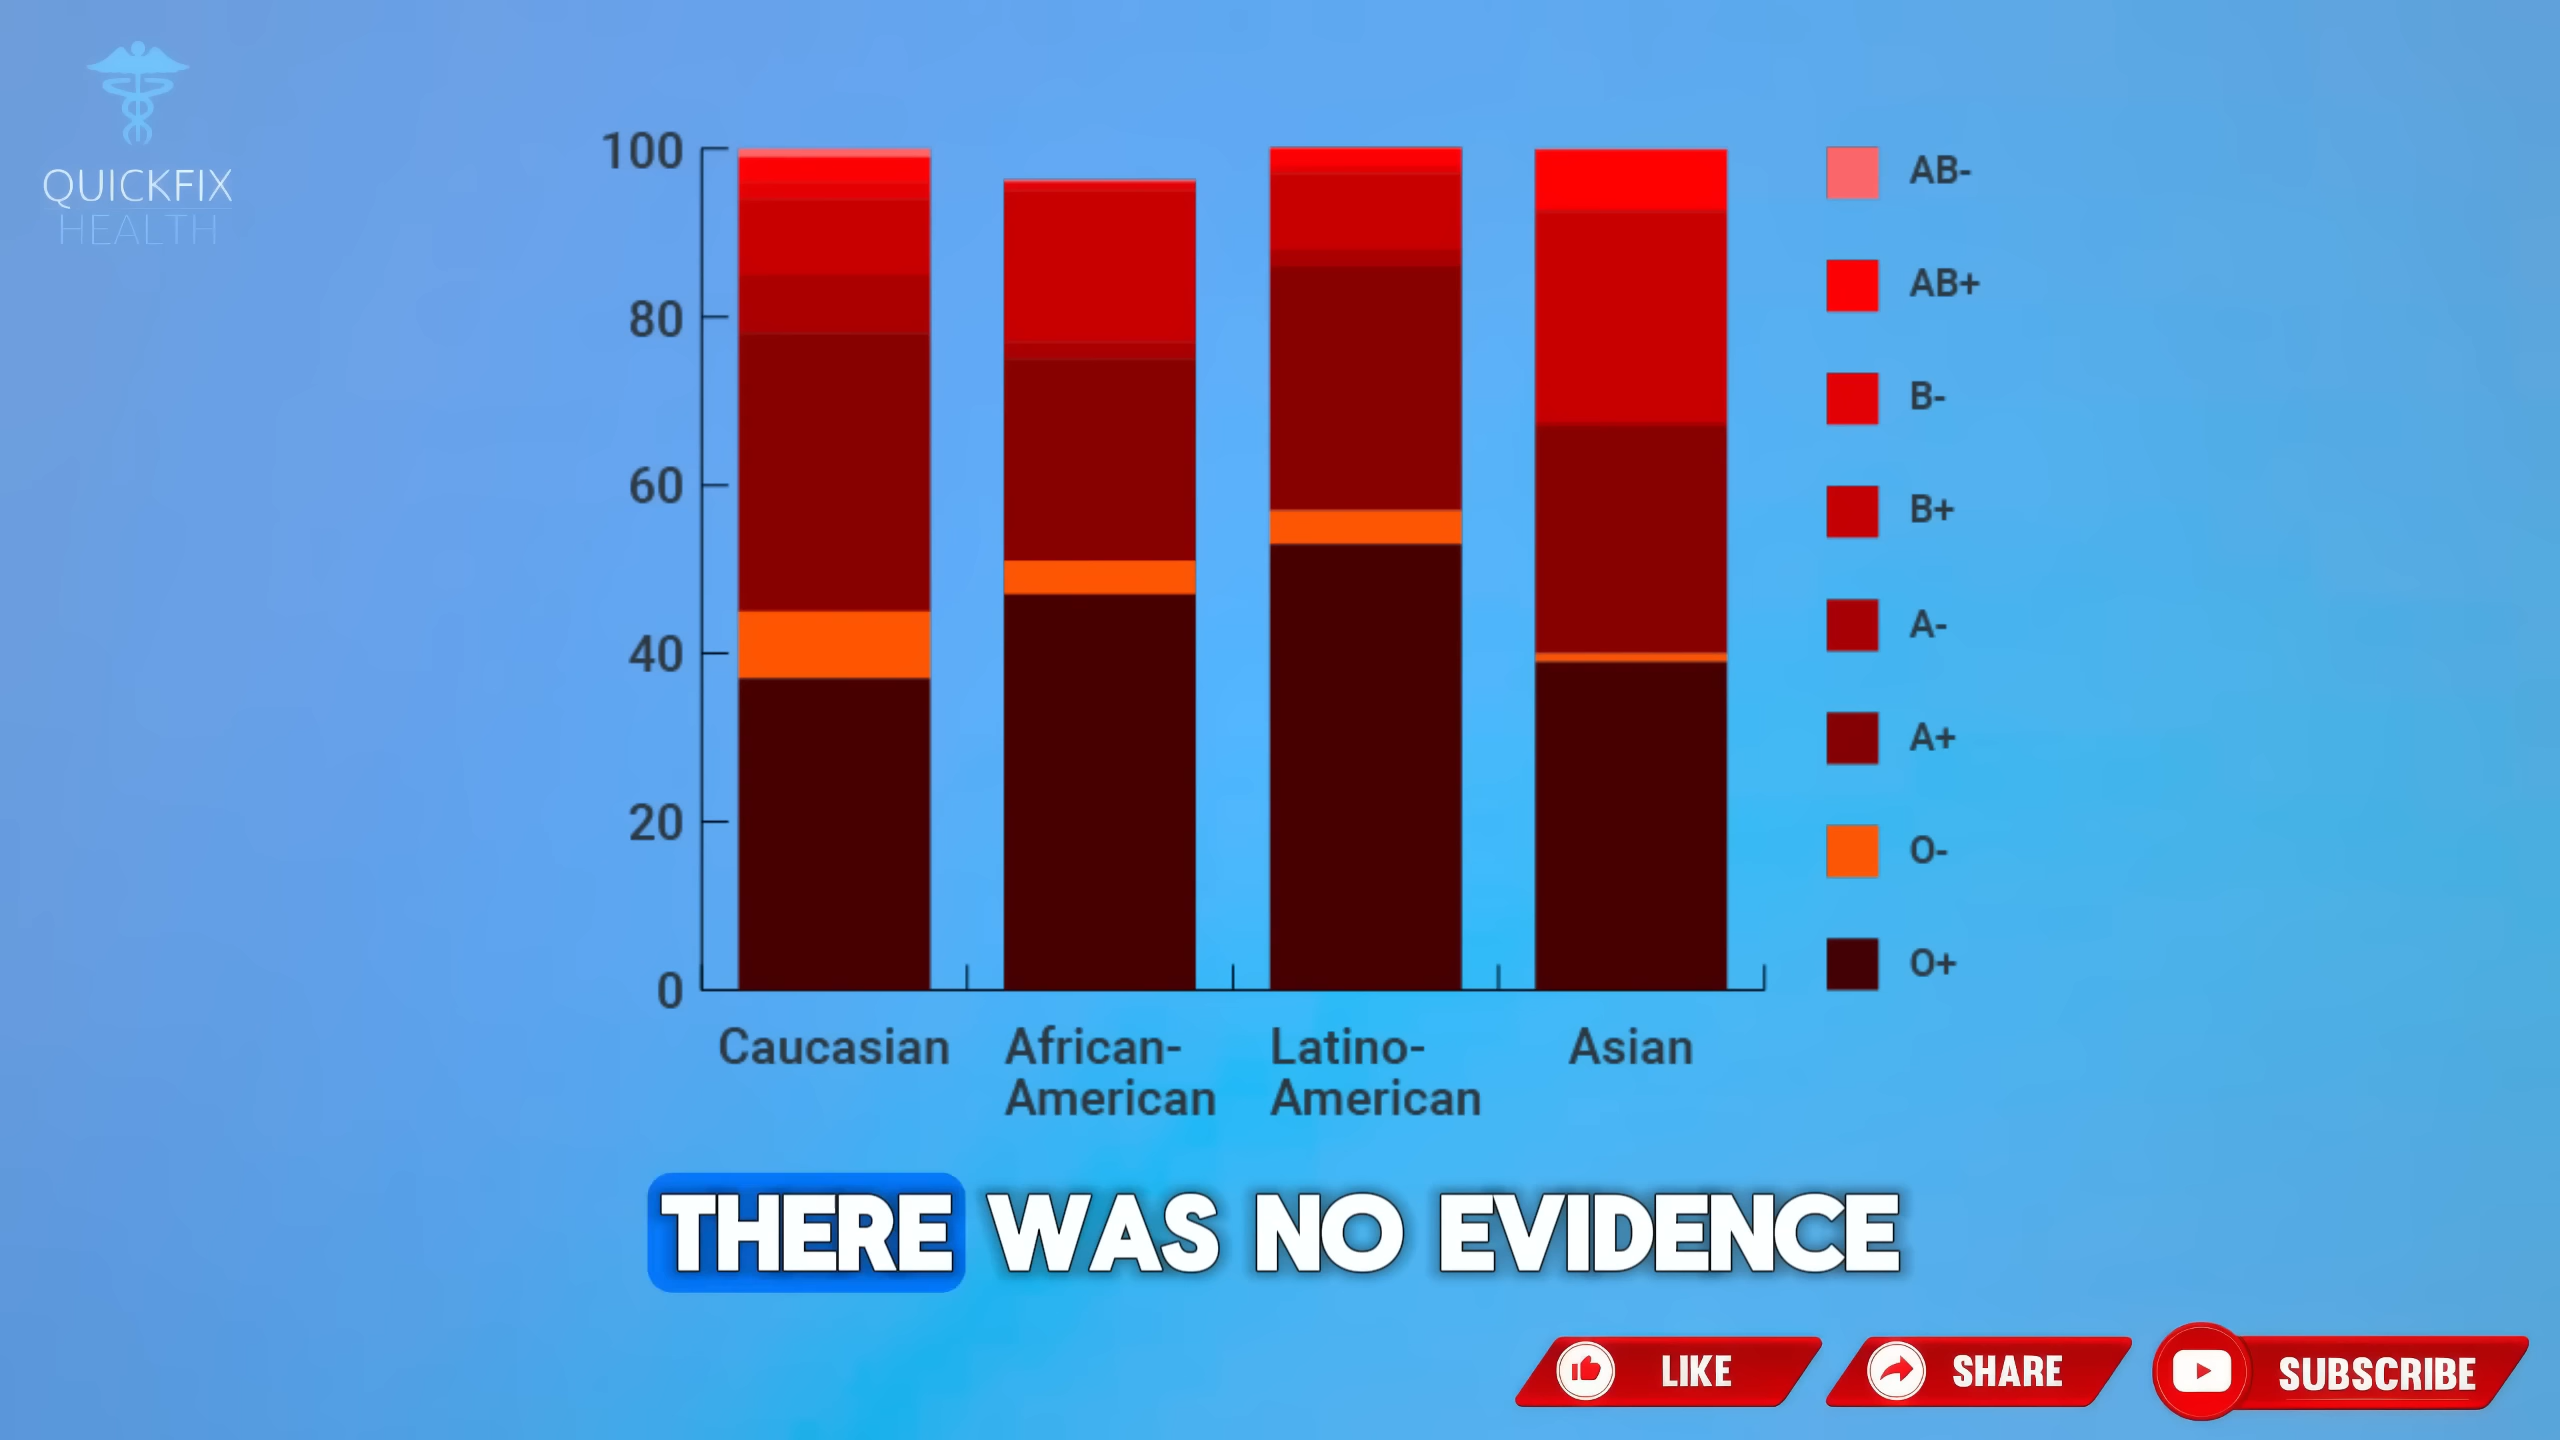 QUICKFIX
HEALTH
100
80
60
40
20
0
Caucasian
African-
American
Latino-
American
Asian
AB-
AB+
B-
B+
A-
A+
O-
O+
THERE WAS NO EVIDENCE
LIKE
SHARE
SUBSCRIBE